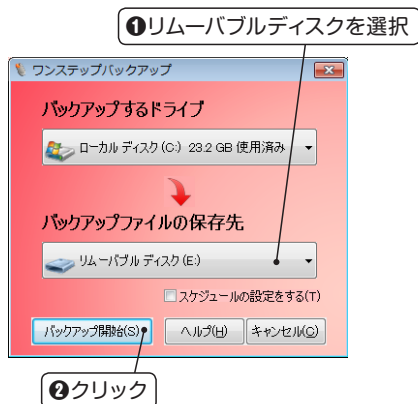 ❶リムーバブルディスクを選択
ワンステップバックアップ
バックアップするドライブ
ローカル ディスク (C:) 23.2 GB 使用済み
バックアップファイルの保存先
リムーバブル ディスク (E:)
スケジュールの設定をする(T)
バックアップ開始(S) ヘルプ(H) キャンセル(C)
❷クリック